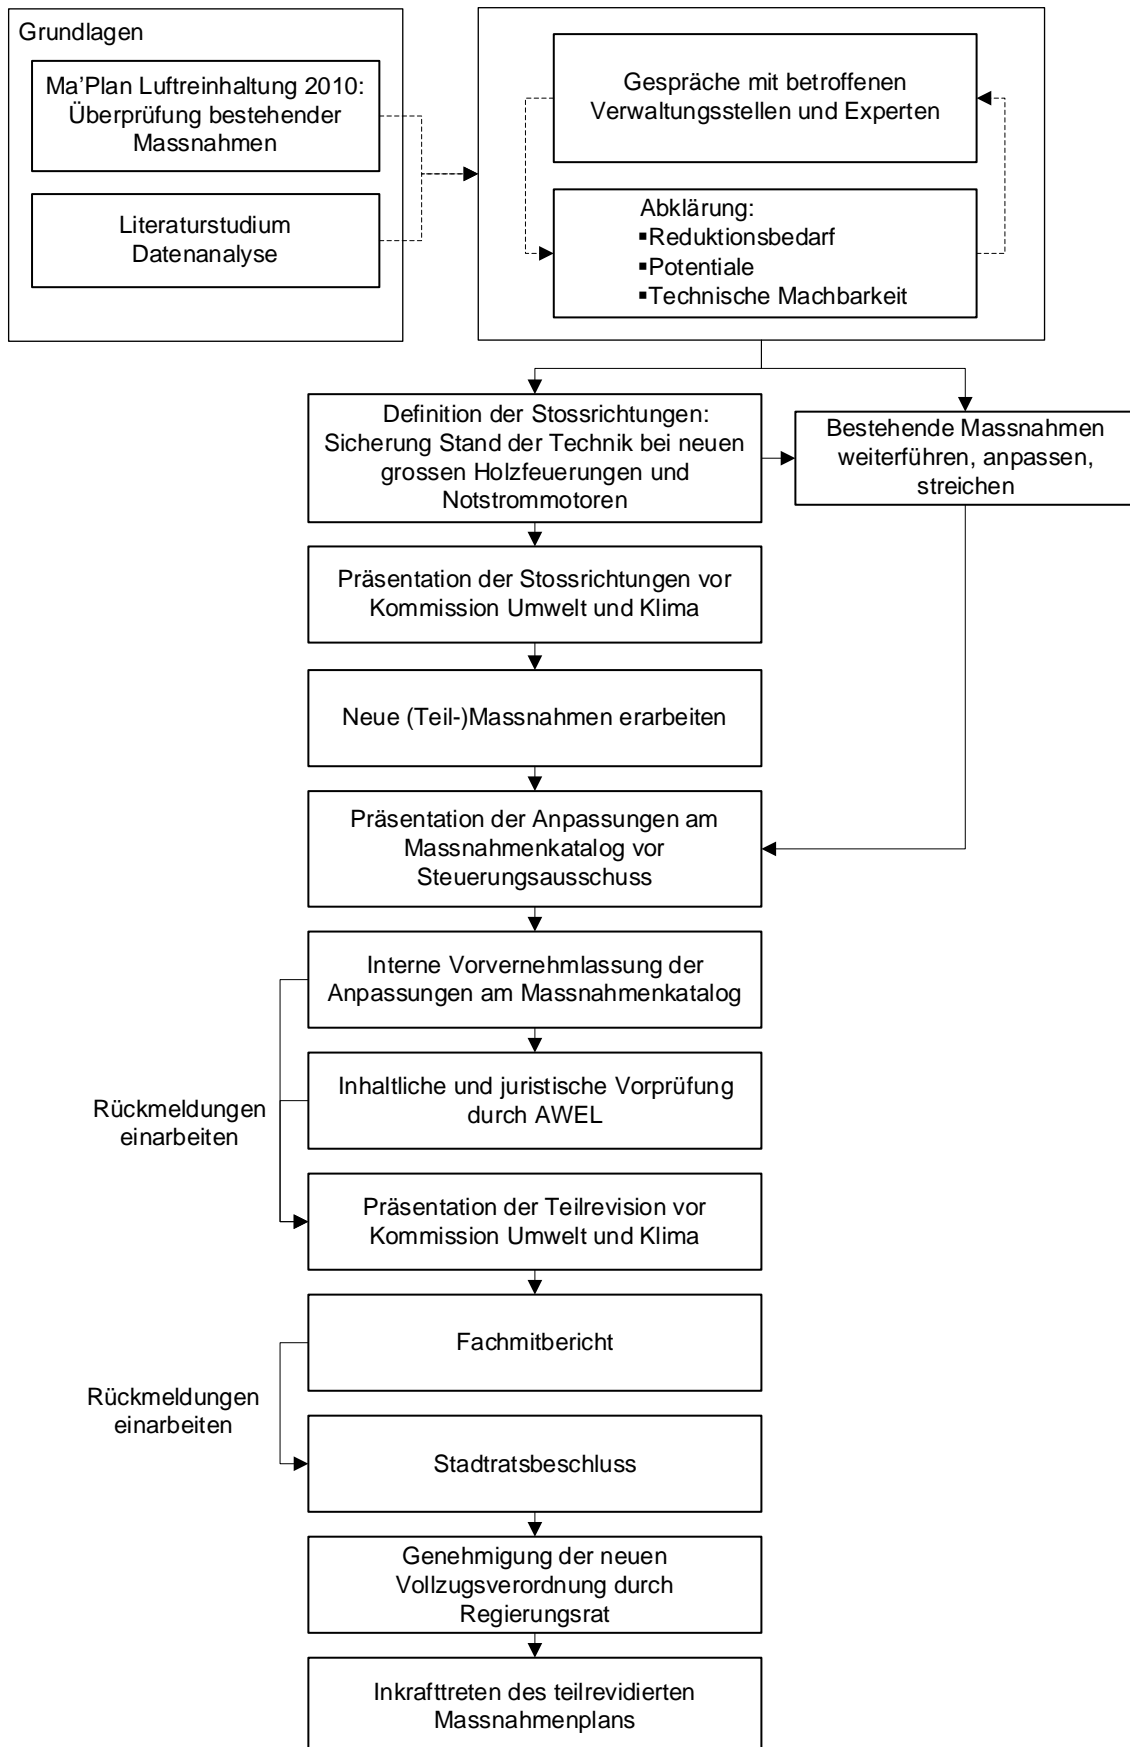 Grundlagen
Ma'Plan Luftreinhaltung 2010:
Überprüfung bestehender
Massnahmen
Literaturstudium
Datenanalyse
Gespräche mit betroffenen
Verwaltungsstellen und Experten
Abklärung:
▪Reduktionsbedarf
▪Potentiale
▪Technische Machbarkeit
Definition der Stossrichtungen:
Sicherung Stand der Technik bei neuen
grossen Holzfeuerungen und
Notstrommotoren
Bestehende Massnahmen
weiterführen, anpassen,
streichen
Präsentation der Stossrichtungen vor
Kommission Umwelt und Klima
Neue (Teil-)Massnahmen erarbeiten
Präsentation der Anpassungen am
Massnahmenkatalog vor
Steuerungsausschuss
Interne Vorvernehmlassung der
Anpassungen am Massnahmenkatalog
Inhaltliche und juristische Vorprüfung
durch AWEL
Rückmeldungen
einarbeiten
Präsentation der Teilrevision vor
Kommission Umwelt und Klima
Fachmitbericht
Rückmeldungen
einarbeiten
Stadtratsbeschluss
Genehmigung der neuen
Vollzugsverordnung durch
Regierungsrat
Inkrafttreten des teilrevidierten
Massnahmenplans